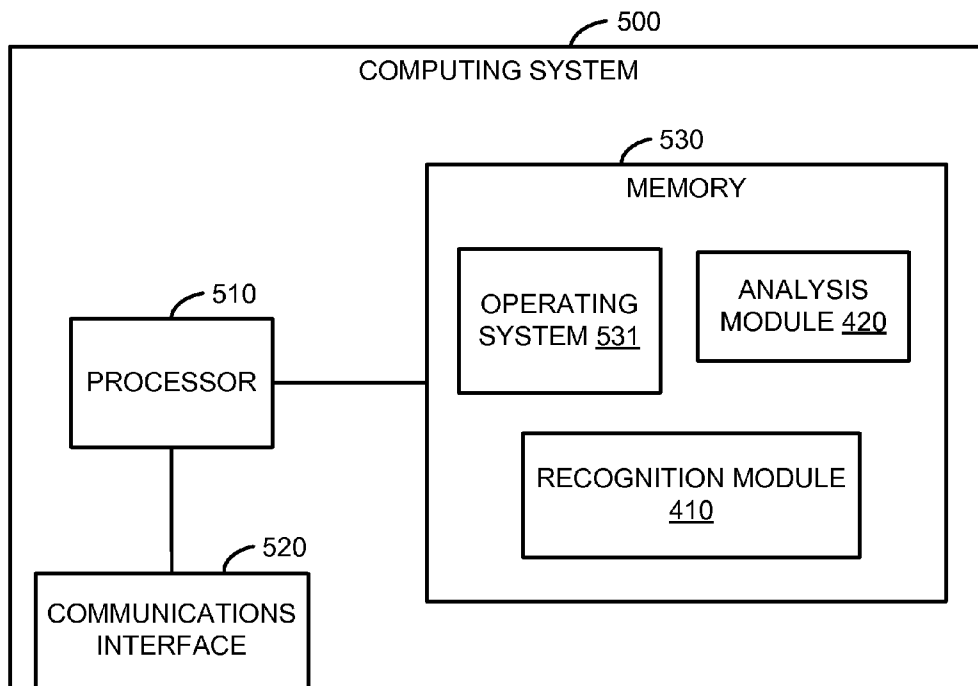 500
COMPUTING SYSTEM
530
MEMORY
OPERATING
SYSTEM 531
ANALYSIS
MODULE 420
510
PROCESSOR
RECOGNITION MODULE
410
520
COMMUNICATIONS
INTERFACE